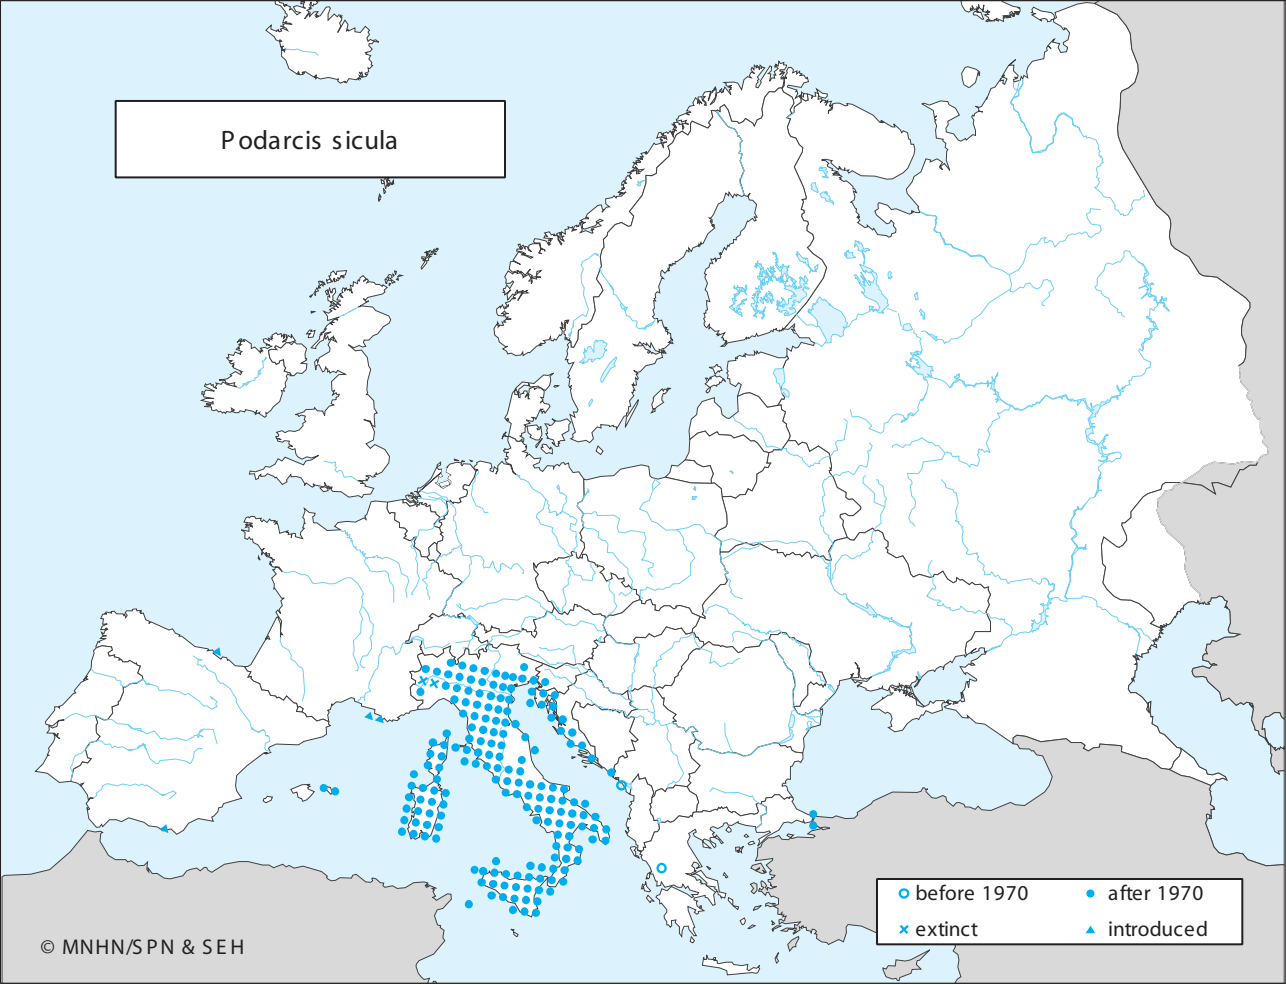 Podarcis sicula
before 1970
after 1970
extinct
introduced
© MNHN/SPN & SEH